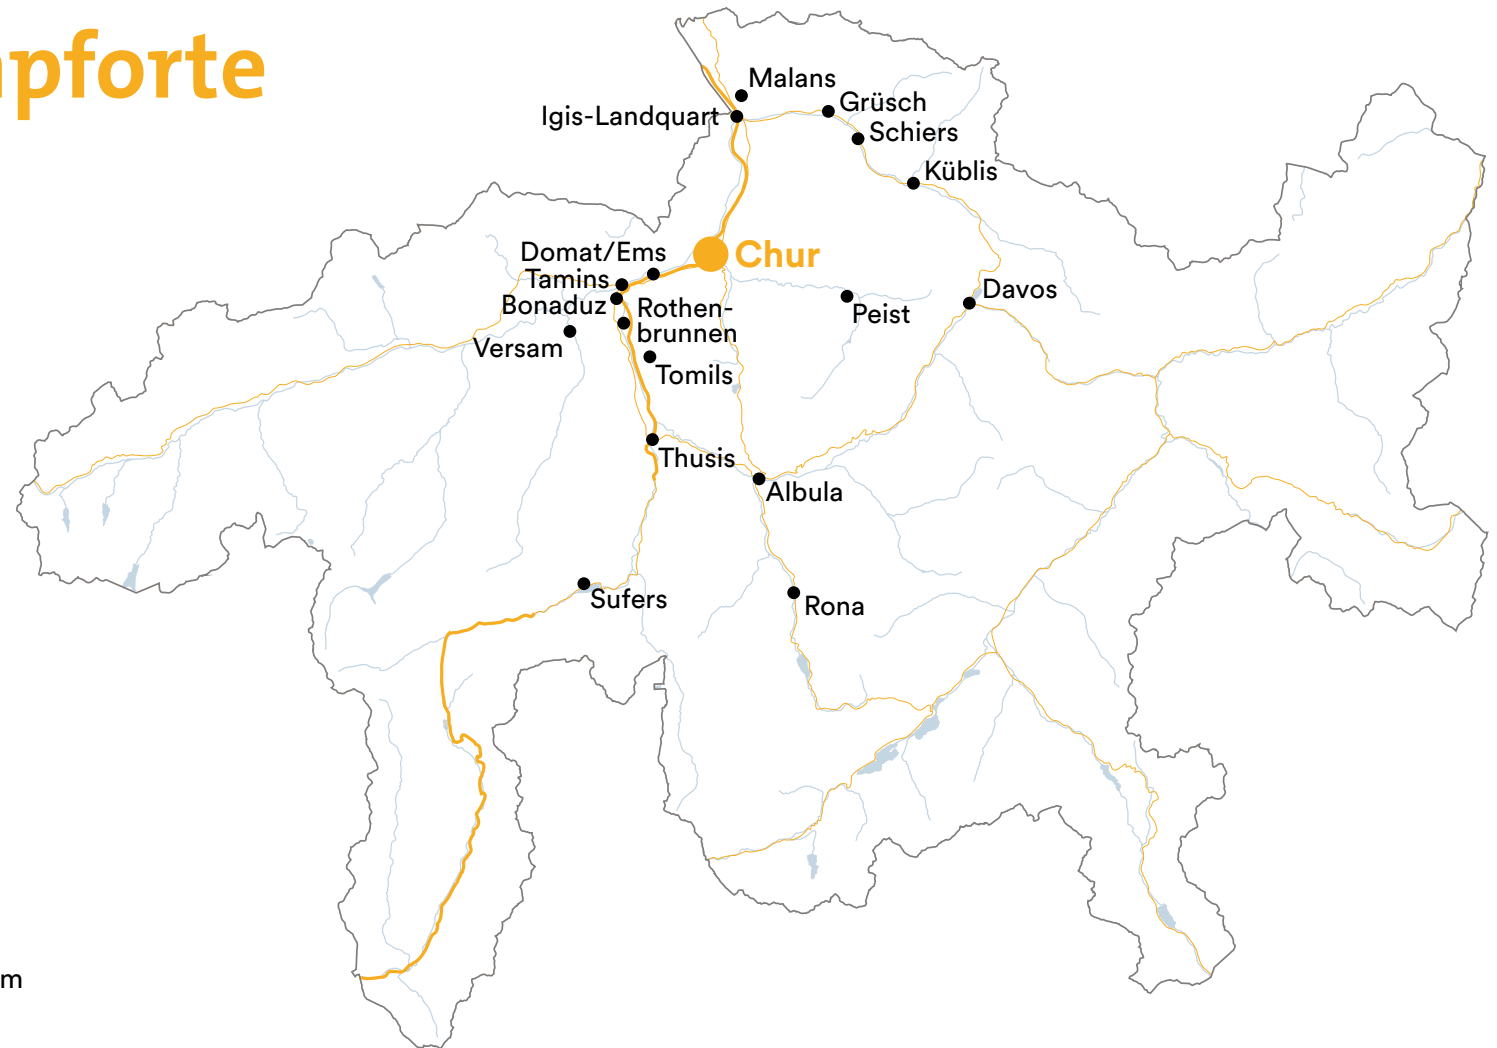 pforte
Malans
Igis-Landquart
Grüsch
Schiers
Küblis
Domat/Ems
Chur
Tamins
Bonaduz
Rothen-
brunnen
Versam
Tomils
Peist
Davos
Thusis
Albula
Sufers
Rona
m